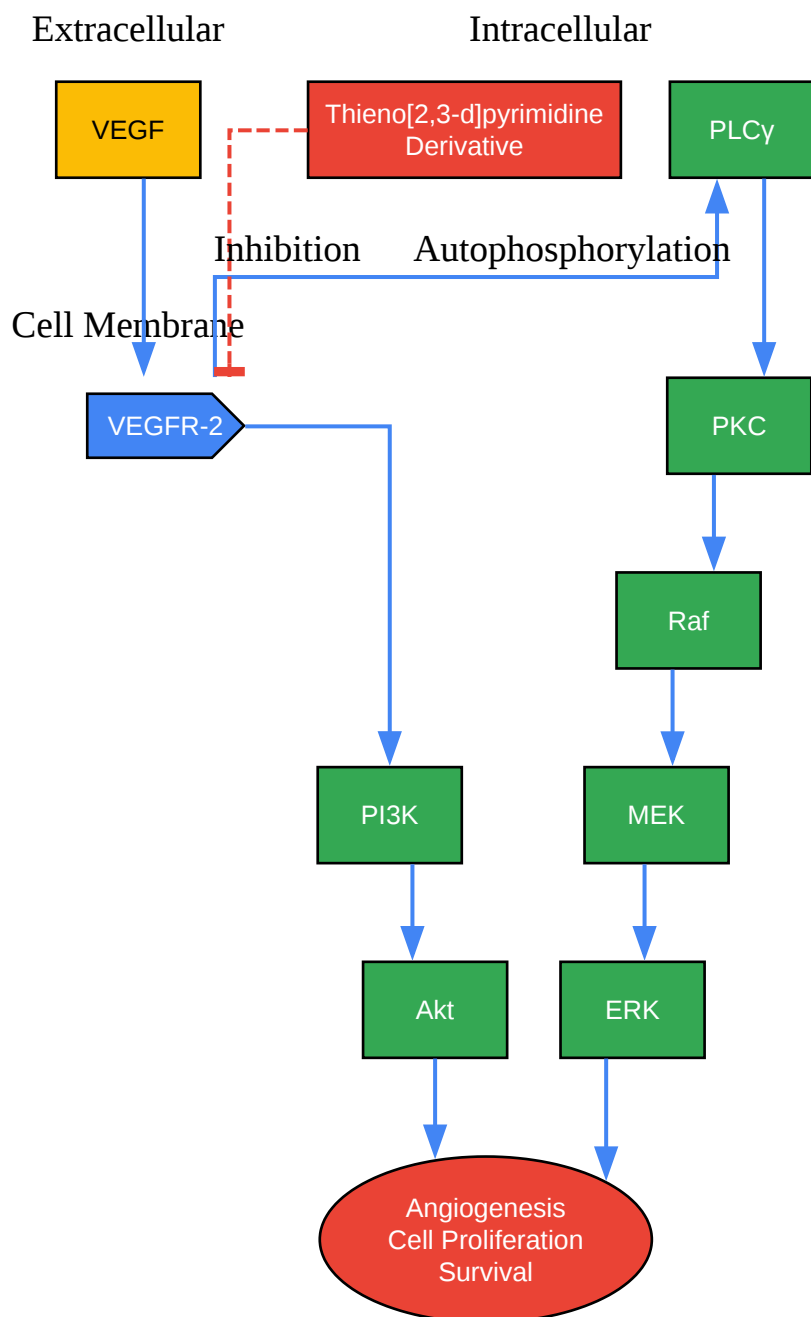 Extracellular
Intracellular
VEGF
Thieno[2,3-d]pyrimidine
Derivative
PLCγ
Inhibition
Autophosphorylation
Cell Membrane
VEGFR-2
PKC
Raf
PI3K
MEK
Akt
ERK
Angiogenesis
Cell Proliferation
Survival